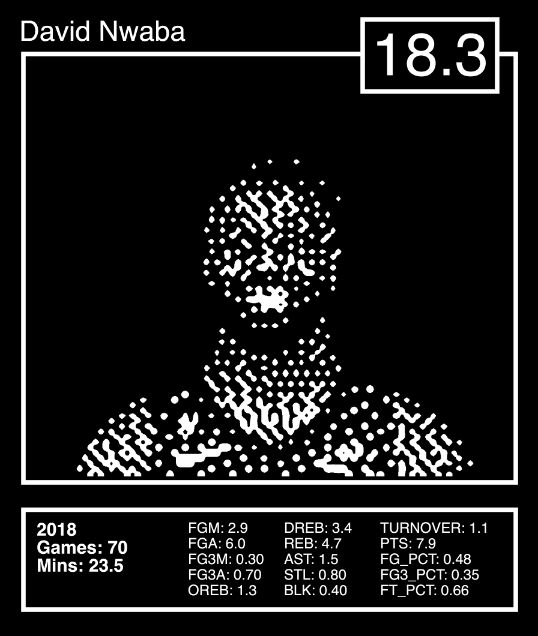 David Nwaba
18.3
2018
Games: 70
Mins: 23.5
FGM: 2.9
FGA: 6.0
FG3M: 0.30
FG3A: 0.70
OREB: 1.3
DREB: 3.4
REB: 4.7
AST: 1.5
STL: 0.80
BLK: 0.40
TURNOVER: 1.1
PTS: 7.9
FG_PCT: 0.48
FG3_PCT: 0.35
FT_PCT: 0.66